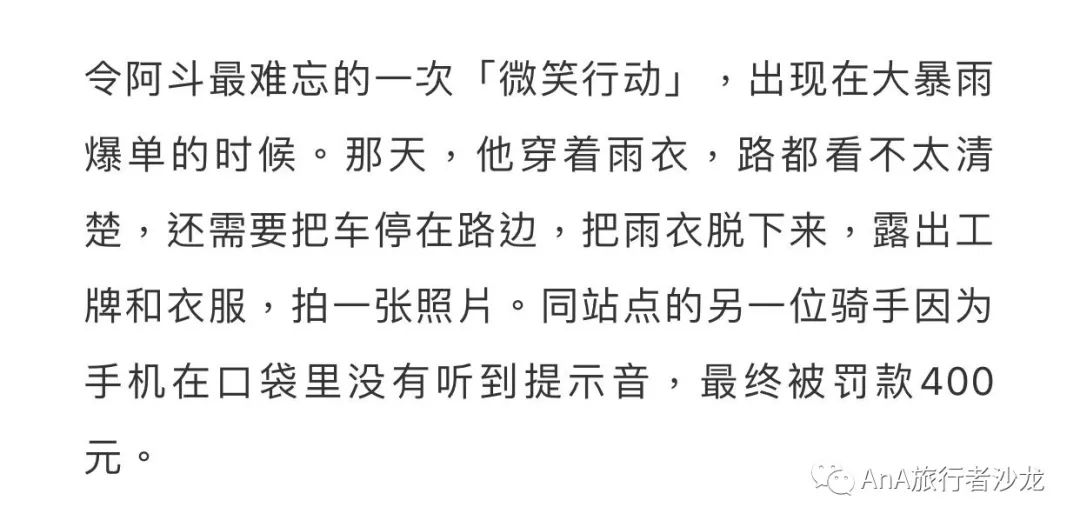 令阿斗最难忘的一次「微笑行动」，出现在大暴雨
爆单的时候。那天，他穿着雨衣，路都看不太清
楚，还需要把车停在路边，把雨衣脱下来，露出工
牌和衣服，拍一张照片。同站点的另一位骑手因为
手机在口袋里没有听到提示音，最终被罚款400
元。
AnA旅行者沙龙